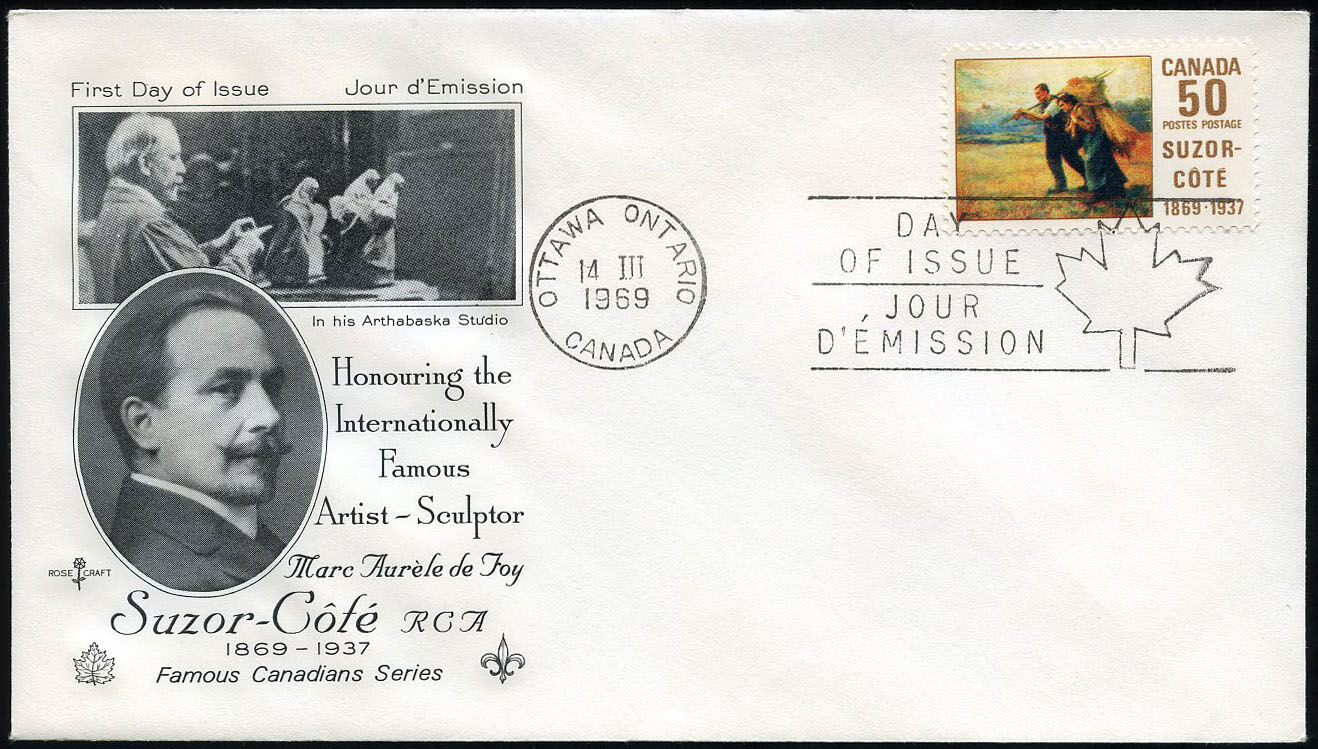 First Day of Issue Jour d'Emission
In his Arthabaska Studio
Honouring the
Internationally
Famous
Artist – Sculptor
Marc Aurèle de Foy
Suzor-Côté RCA
1869 – 1937
Famous Canadians Series
ROSE CRAFT
OTTAWA ONTARIO
14 III
1969
CANADA
DAY
OF ISSUE
JOUR
D'ÉMISSION
CANADA
50
POSTES POSTAGE
SUZOR-
CÔTÉ
1869·1937